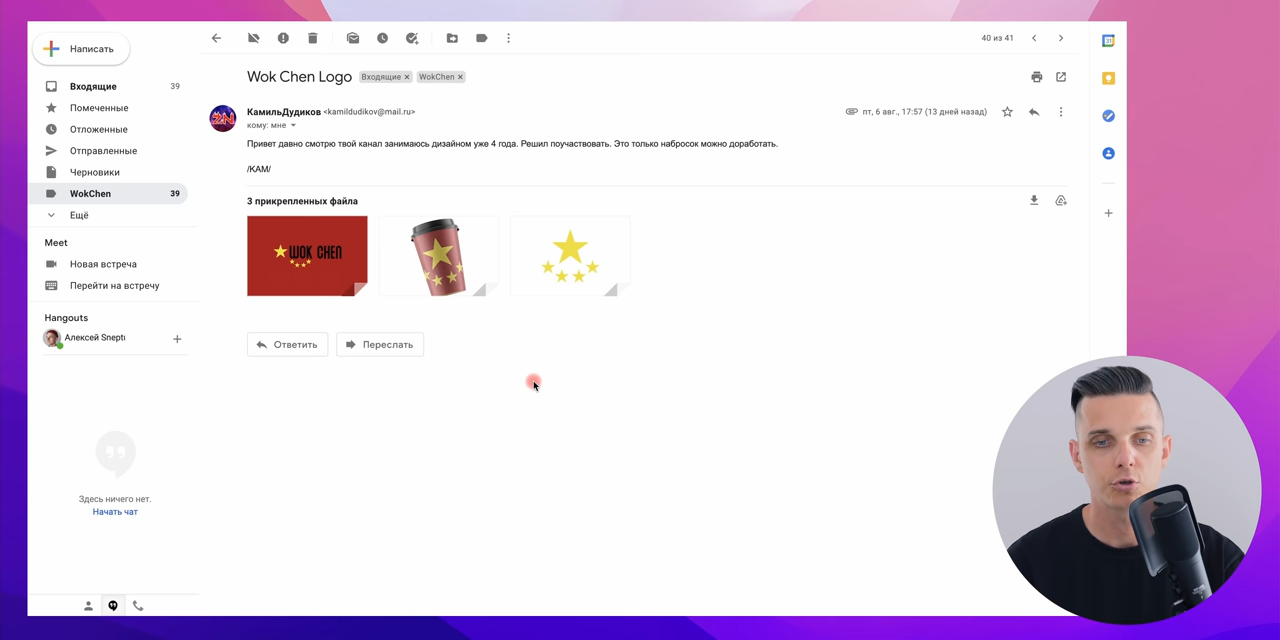 Написать
40 из 41
Входящие 39
Помеченные
Отложенные
Отправленные
Черновики
WokChen 39
Ещё
Meet
Новая встреча
Перейти на встречу
Hangouts
Алексей Snept
Здесь ничего нет.
Начать чат
Wok Chen Logo Входящие × WokChen ×
КамильДудиков <kamildudikov@mail.ru> пт, 6 авг., 17:57 (13 дней назад)
кому: мне
Привет давно смотрю твой канал занимаюсь дизайном уже 4 года. Решил поучаствовать. Это только набросок можно доработать.
/KAM/
3 прикрепленных файла
WOK CHEN
Ответить Переслать
31